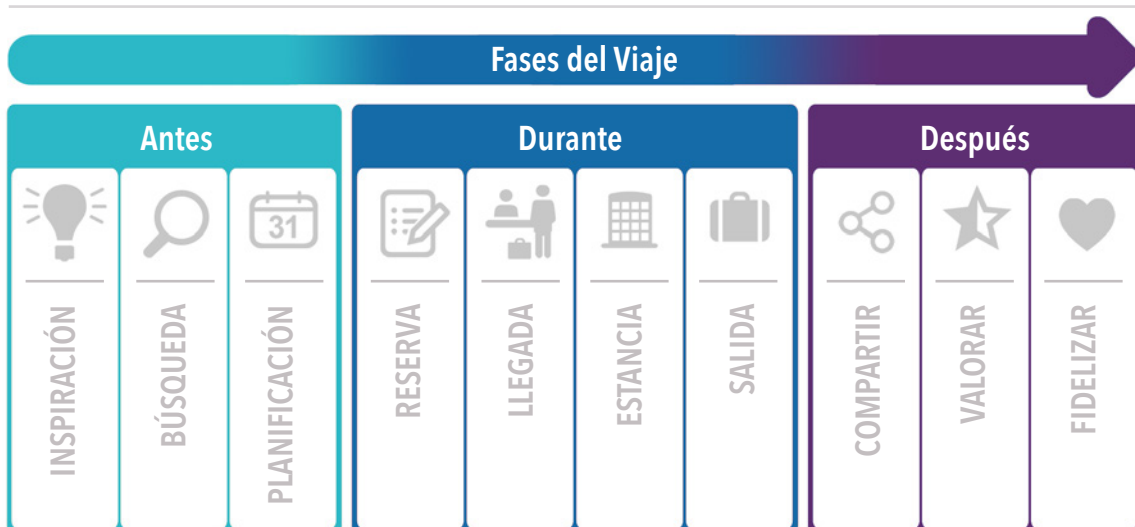 Fases del Viaje
Antes
INSPIRACIÓN
BÚSQUEDA
31
PLANIFICACIÓN
Durante
RESERVA
LLEGADA
ESTANCIA
SALIDA
Después
COMPARTIR
VALORAR
FIDELIZAR